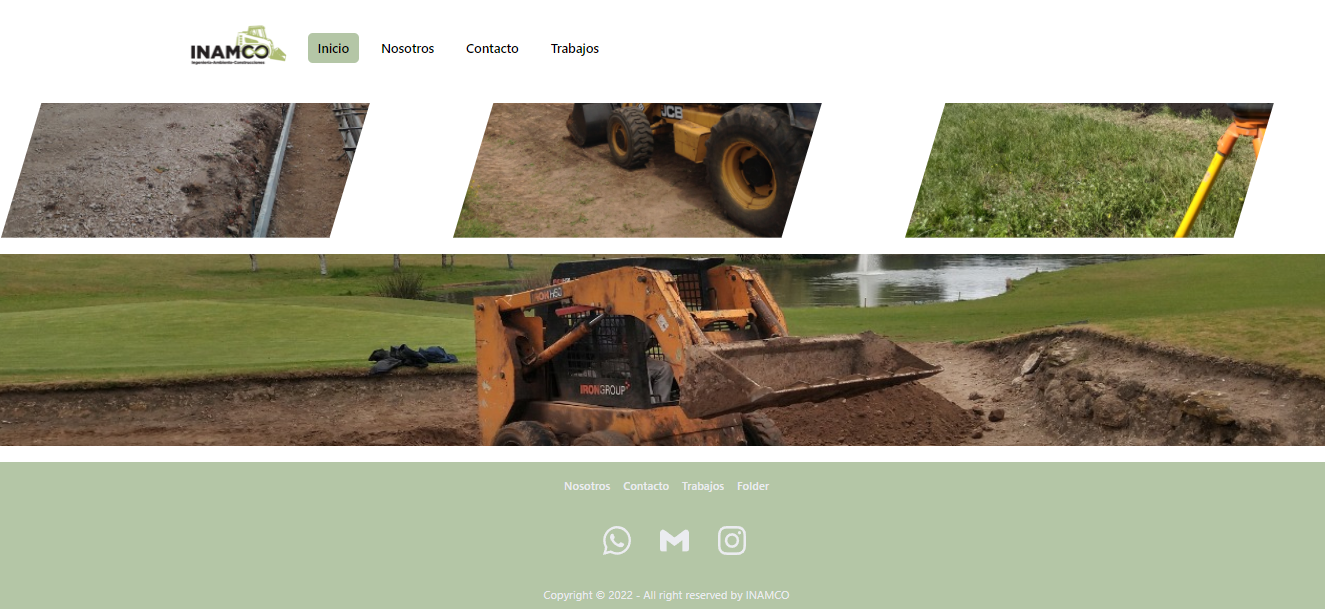 INAMCO
Ingeniería-Ambiente-Construcciones
Inicio Nosotros Contacto Trabajos
JCB
IRONGROUP
Nosotros Contacto Trabajos Folder
Copyright © 2022 - All right reserved by INAMCO